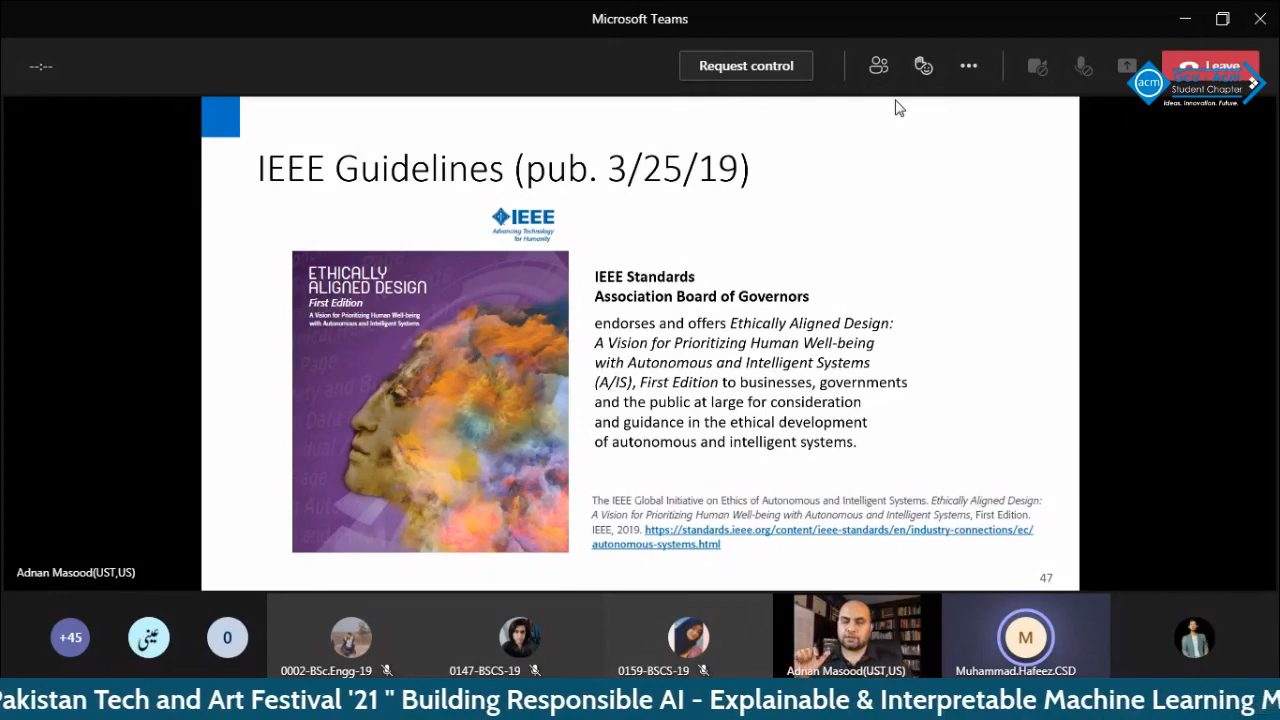 Microsoft Teams
--:--
Request control
Leave
acm
Gcu - Acm
Student Chapter
Ideas. Innovation. Future.
IEEE Guidelines (pub. 3/25/19)
IEEE
Advancing Technology
for Humanity
ETHICALLY
ALIGNED DESIGN
First Edition
A Vision for Prioritizing Human Well-being
with Autonomous and Intelligent Systems
IEEE Standards
Association Board of Governors
endorses and offers Ethically Aligned Design:
A Vision for Prioritizing Human Well-being
with Autonomous and Intelligent Systems
(A/IS), First Edition to businesses, governments
and the public at large for consideration
and guidance in the ethical development
of autonomous and intelligent systems.
The IEEE Global Initiative on Ethics of Autonomous and Intelligent Systems. Ethically Aligned Design:
A Vision for Prioritizing Human Well-being with Autonomous and Intelligent Systems, First Edition.
IEEE, 2019. https://standards.ieee.org/content/ieee-standards/en/industry-connections/ec/
autonomous-systems.html
47
Adnan Masood(UST,US)
+45
عینی
0
0002-BSc.Engg-19
0147-BSCS-19
0159-BSCS-19
Adnan Masood(UST,US)
M
Muhammad.Hafeez.CSD
Pakistan Tech and Art Festival '21 " Building Responsible AI - Explainable & Interpretable Machine Learning M